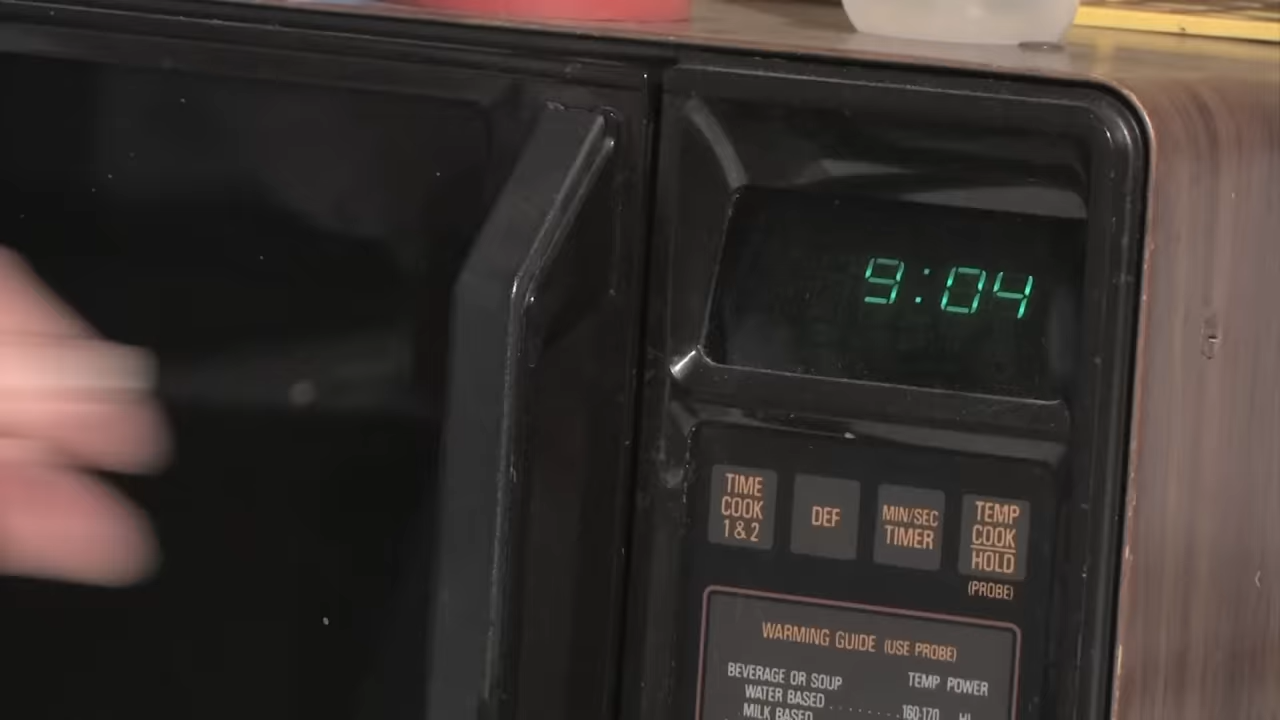 9:04
TIME
COOK
1 & 2
DEF
MIN/SEC
TIMER
TEMP
COOK
HOLD
(PROBE)
WARMING GUIDE (USE PROBE)
BEVERAGE OR SOUP TEMP POWER
WATER BASED . . . . . . . . 160-170 HI
MILK BASED